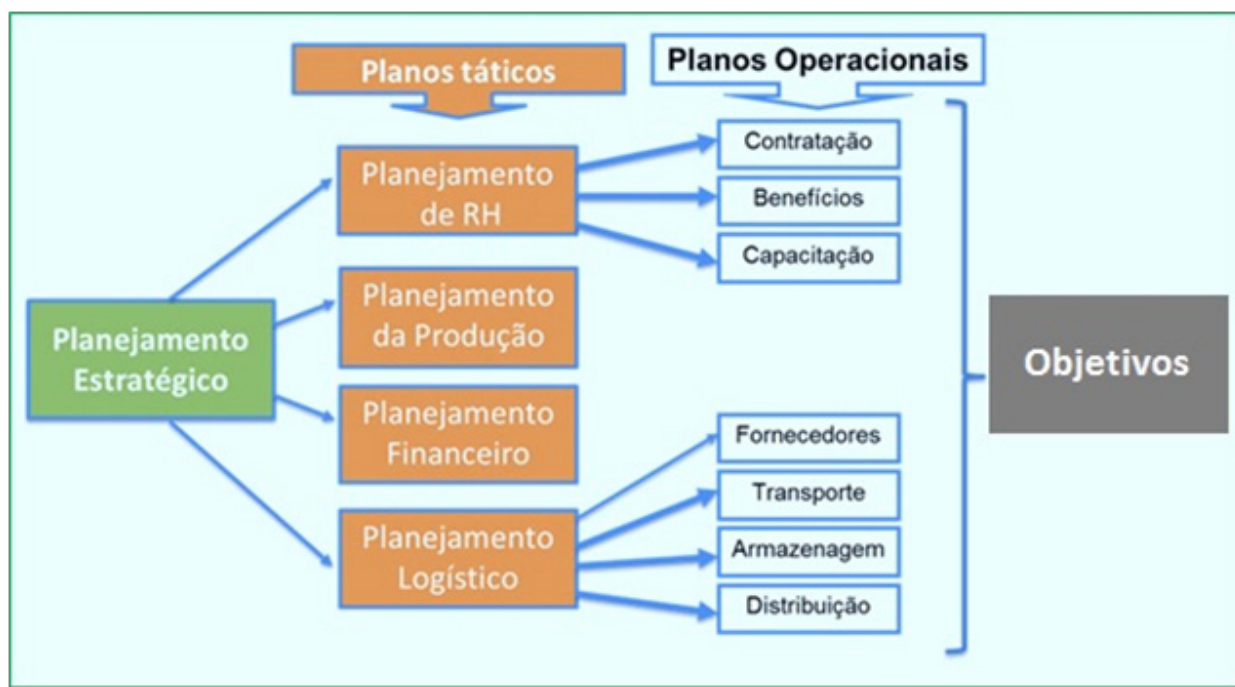 Planos táticos
Planos Operacionais
Planejamento
Estratégico
Planejamento
de RH
Planejamento
da Produção
Planejamento
Financeiro
Planejamento
Logístico
Contratação
Benefícios
Capacitação
Fornecedores
Transporte
Armazenagem
Distribuição
Objetivos